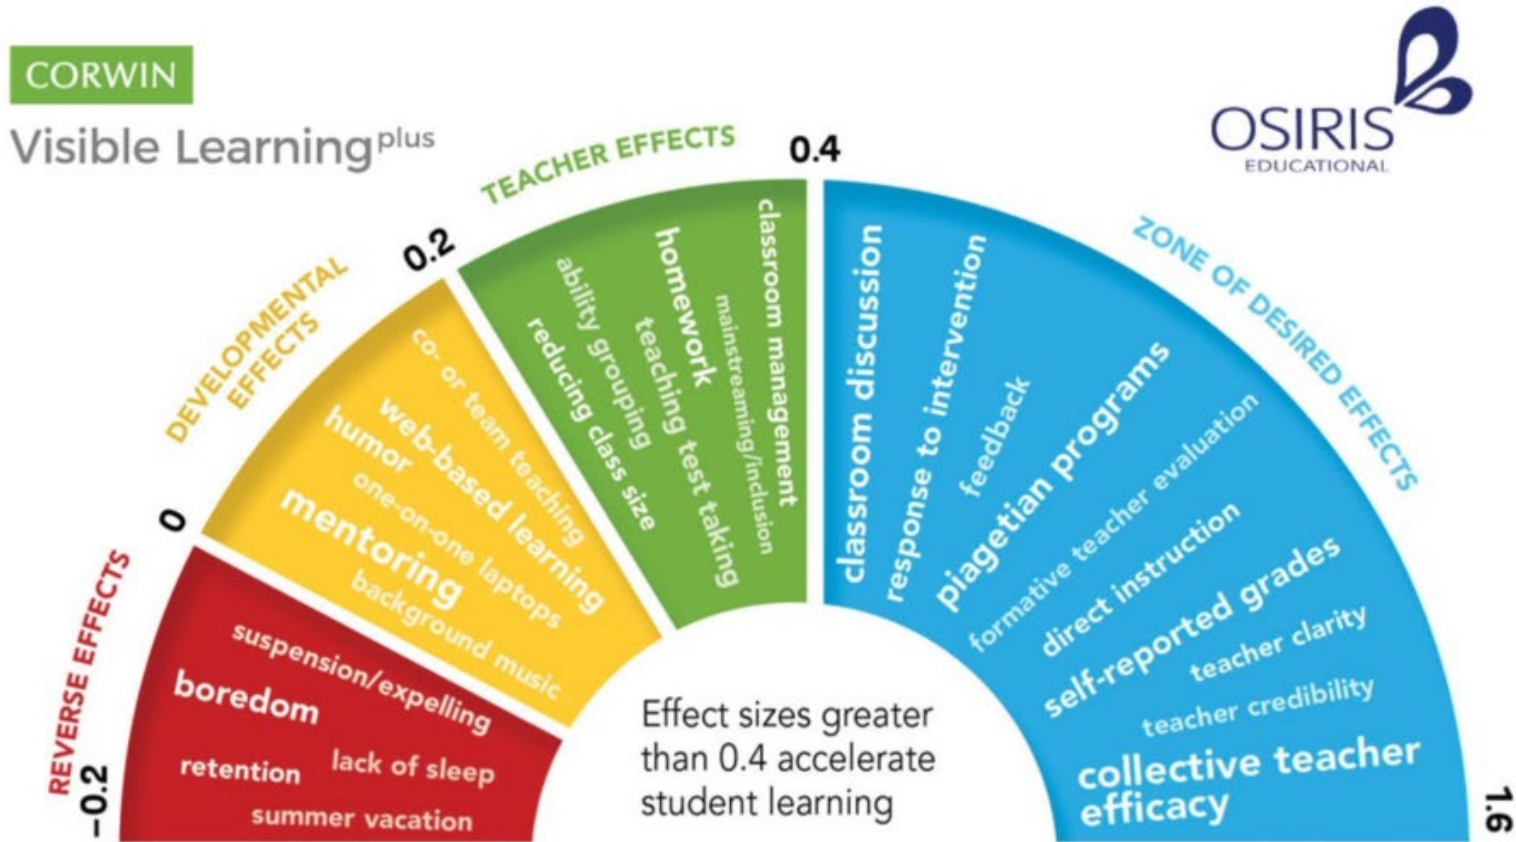 CORWIN
Visible Learningplus
OSIRIS
EDUCATIONAL
REVERSE EFFECTS
DEVELOPMENTAL
EFFECTS
TEACHER EFFECTS
ZONE OF DESIRED EFFECTS
–0.2
0
0.2
0.4
1.6
summer vacation
retention
lack of sleep
boredom
suspension/expelling
background music
mentoring
one-on-one laptops
humor
web-based learning
co- or team teaching
reducing class size
ability grouping
teaching test taking
homework
mainstreaming/inclusion
classroom management
classroom discussion
response to intervention
feedback
piagetian programs
formative teacher evaluation
direct instruction
self-reported grades
teacher clarity
teacher credibility
collective teacher
efficacy
Effect sizes greater
than 0.4 accelerate
student learning